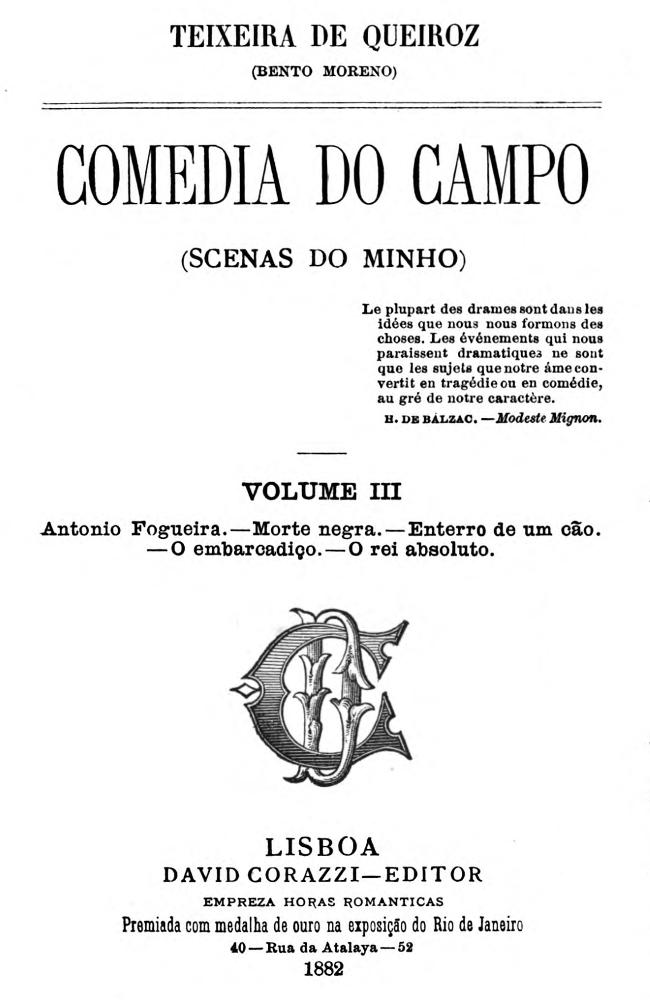 TEIXEIRA DE QUEIROZ
(BENTO MORENO)
COMEDIA DO CAMPO
(SCENAS DO MINHO)
Le plupart des drames sont dans les
idées que nous nous formons des
choses. Les événements qui nous
paraissent dramatiques ne sont
que les sujets que notre áme con-
vertit en tragédie ou en comédie,
au gré de notre caractère.
H. DE BALZAC. — Modeste Mignon.
VOLUME III
Antonio Fogueira. — Morte negra. — Enterro de um cão.
— O embarcadiço. — O rei absoluto.
LISBOA
DAVID CORAZZI — EDITOR
EMPREZA HORAS ROMANTICAS
Premiada com medalha de ouro na exposição do Rio de Janeiro
40 — Rua da Atalaya — 52
1882